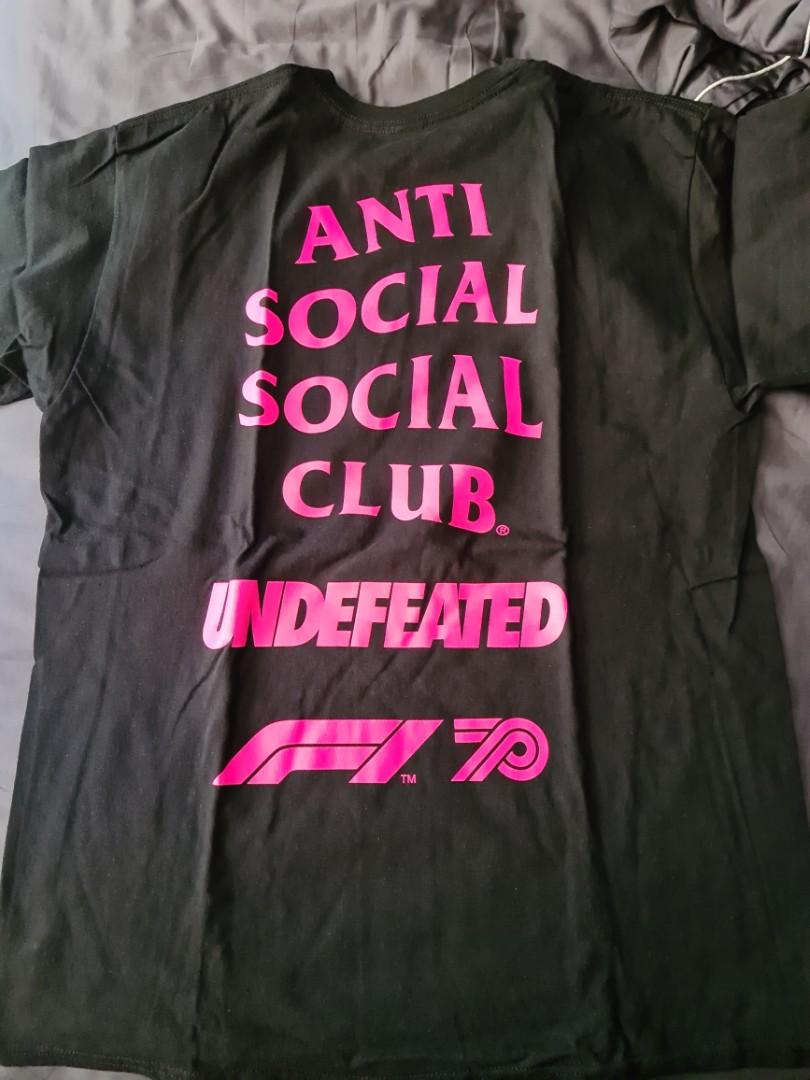 ANTI
SOCIAL
SOCIAL
CLUB®
UNDEFEATED
F1™ 70